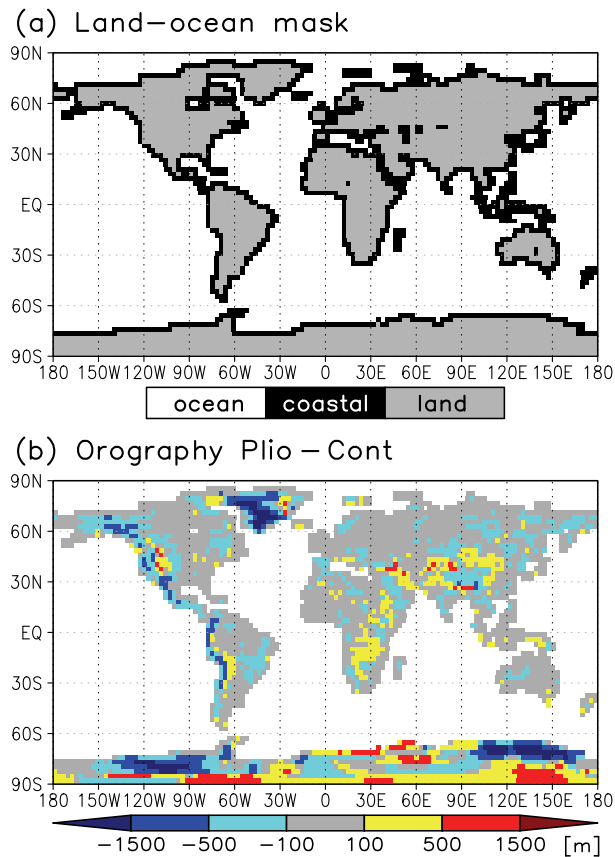 (a) Land-ocean mask
90N
60N
30N
EQ
30S
60S
90S
180 150W 120W 90W 60W 30W 0 30E 60E 90E 120E 150E 180
ocean coastal land
(b) Orography Plio - Cont
90N
60N
30N
EQ
30S
60S
90S
180 150W 120W 90W 60W 30W 0 30E 60E 90E 120E 150E 180
-1500 -500 -100 100 500 1500 [m]